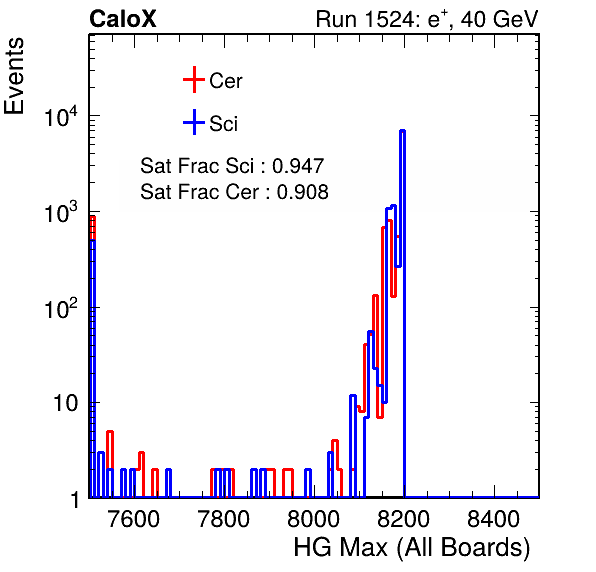 CaloX Run 1524: e⁺, 40 GeV
Events
Cer
Sci
Sat Frac Sci : 0.947
Sat Frac Cer : 0.908
10⁴
10³
10²
10
1
7600 7800 8000 8200 8400
HG Max (All Boards)